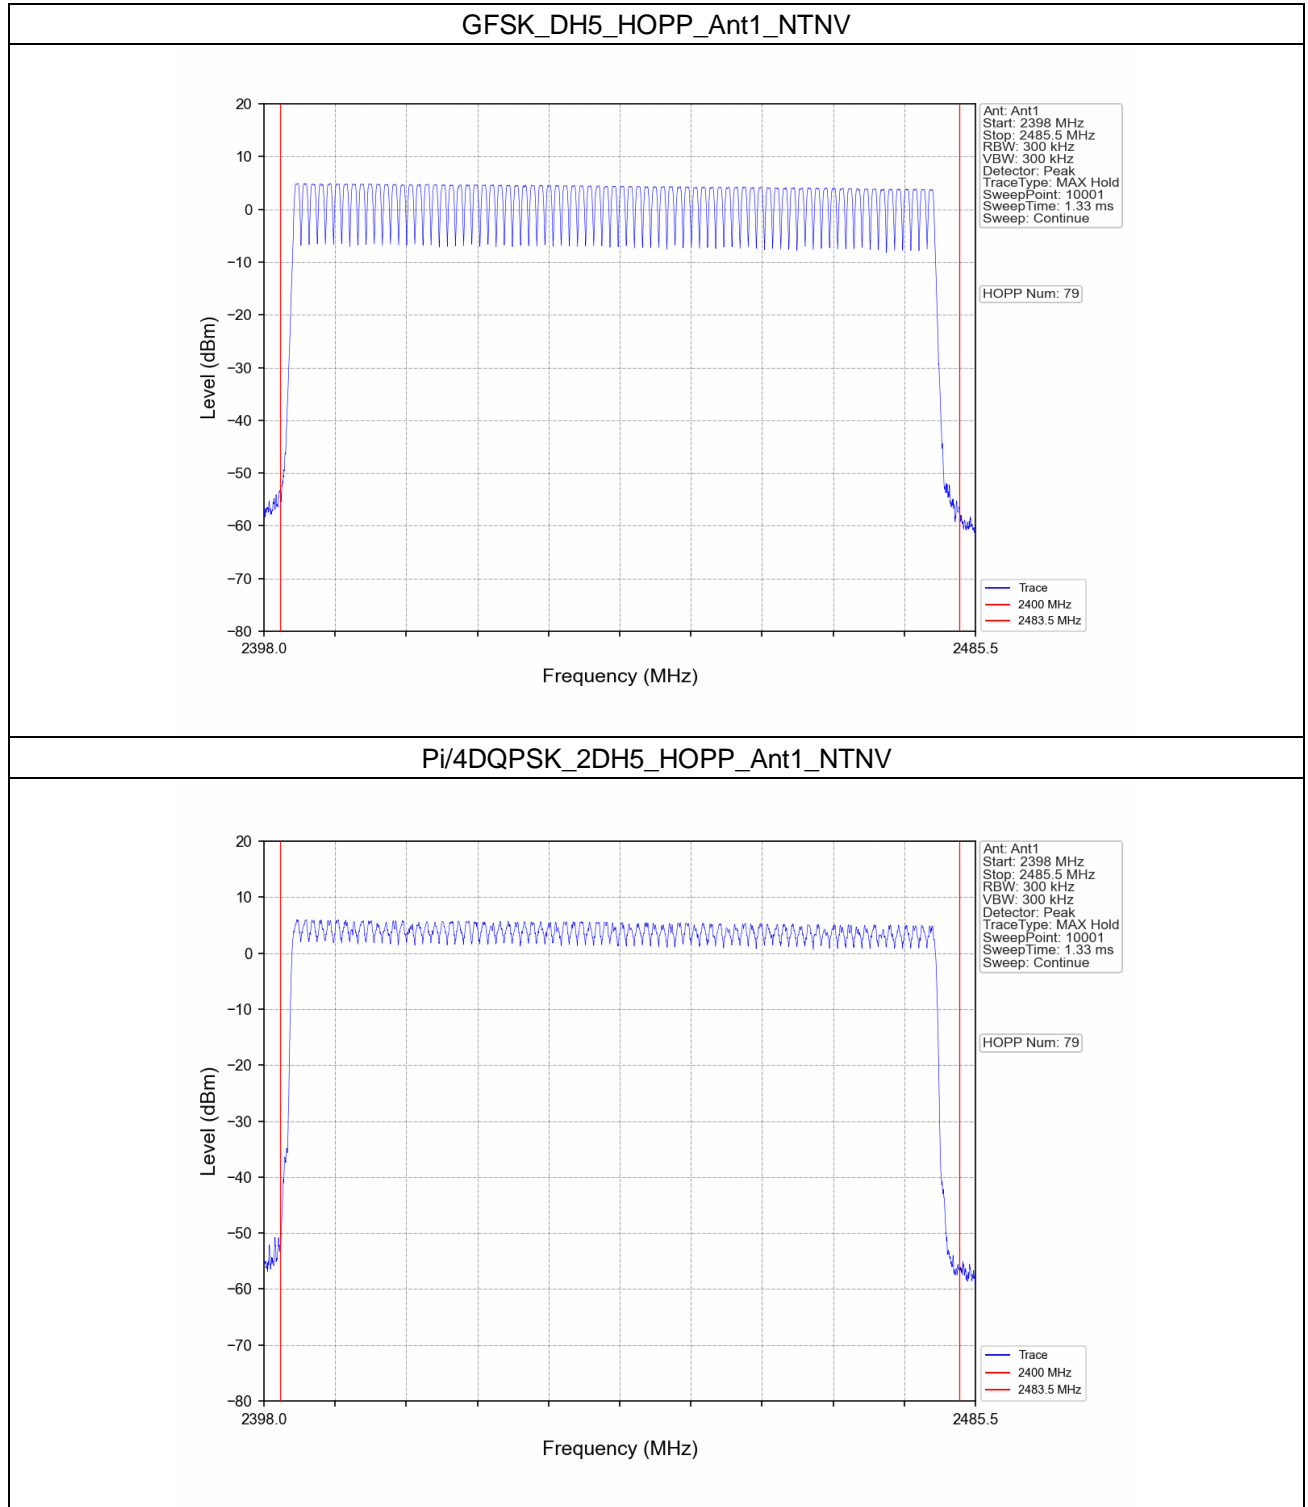 GFSK_DH5_HOPP_Ant1_NTNV
20
10
0
−10
−20
−30
−40
−50
−60
−70
−80
Level (dBm)
2398.0
2485.5
Frequency (MHz)
Ant: Ant1
Start: 2398 MHz
Stop: 2485.5 MHz
RBW: 300 kHz
VBW: 300 kHz
Detector: Peak
TraceType: MAX Hold
SweepPoint: 10001
SweepTime: 1.33 ms
Sweep: Continue
HOPP Num: 79
Trace
2400 MHz
2483.5 MHz
Pi/4DQPSK_2DH5_HOPP_Ant1_NTNV
20
10
0
−10
−20
−30
−40
−50
−60
−70
−80
Level (dBm)
2398.0
2485.5
Frequency (MHz)
Ant: Ant1
Start: 2398 MHz
Stop: 2485.5 MHz
RBW: 300 kHz
VBW: 300 kHz
Detector: Peak
TraceType: MAX Hold
SweepPoint: 10001
SweepTime: 1.33 ms
Sweep: Continue
HOPP Num: 79
Trace
2400 MHz
2483.5 MHz